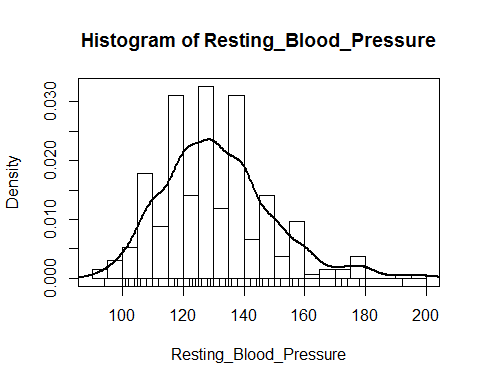 Histogram of Resting_Blood_Pressure
Density
0.030
0.020
0.010
0.000
100 120 140 160 180 200
Resting_Blood_Pressure